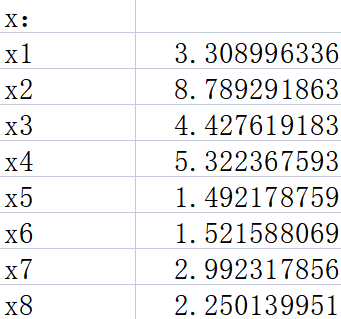 x：
x1 3.308996336
x2 8.789291863
x3 4.427619183
x4 5.322367593
x5 1.492178759
x6 1.521588069
x7 2.992317856
x8 2.250139951